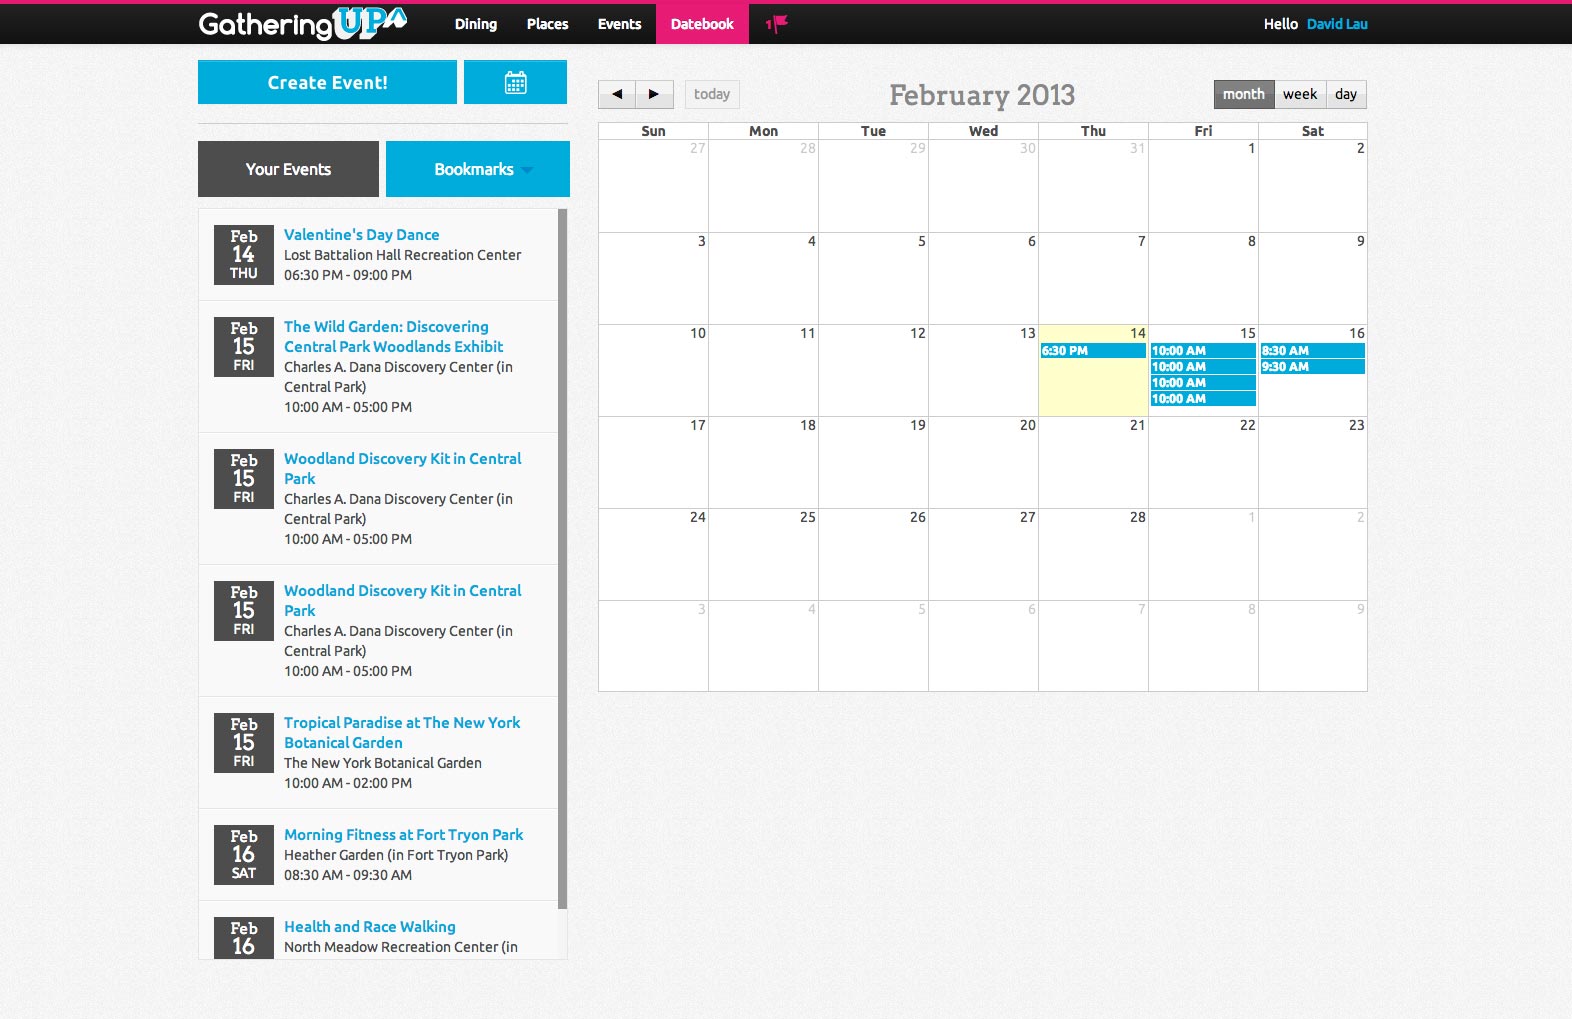 GatheringUP^
Dining Places Events Datebook 1
Hello David Lau
Create Event!
Your Events
Bookmarks
Feb
14
THU
Valentine's Day Dance
Lost Battalion Hall Recreation Center
06:30 PM - 09:00 PM
Feb
15
FRI
The Wild Garden: Discovering
Central Park Woodlands Exhibit
Charles A. Dana Discovery Center (in
Central Park)
10:00 AM - 05:00 PM
Feb
15
FRI
Woodland Discovery Kit in Central
Park
Charles A. Dana Discovery Center (in
Central Park)
10:00 AM - 05:00 PM
Feb
15
FRI
Woodland Discovery Kit in Central
Park
Charles A. Dana Discovery Center (in
Central Park)
10:00 AM - 05:00 PM
Feb
15
FRI
Tropical Paradise at The New York
Botanical Garden
The New York Botanical Garden
10:00 AM - 02:00 PM
Feb
16
SAT
Morning Fitness at Fort Tryon Park
Heather Garden (in Fort Tryon Park)
08:30 AM - 09:30 AM
Feb
16
Health and Race Walking
North Meadow Recreation Center (in
today
February 2013
month week day
Sun Mon Tue Wed Thu Fri Sat
27 28 29 30 31 1 2
3 4 5 6 7 8 9
10 11 12 13 14 15 16
6:30 PM 10:00 AM 8:30 AM
10:00 AM 9:30 AM
10:00 AM
10:00 AM
17 18 19 20 21 22 23
24 25 26 27 28 1 2
3 4 5 6 7 8 9